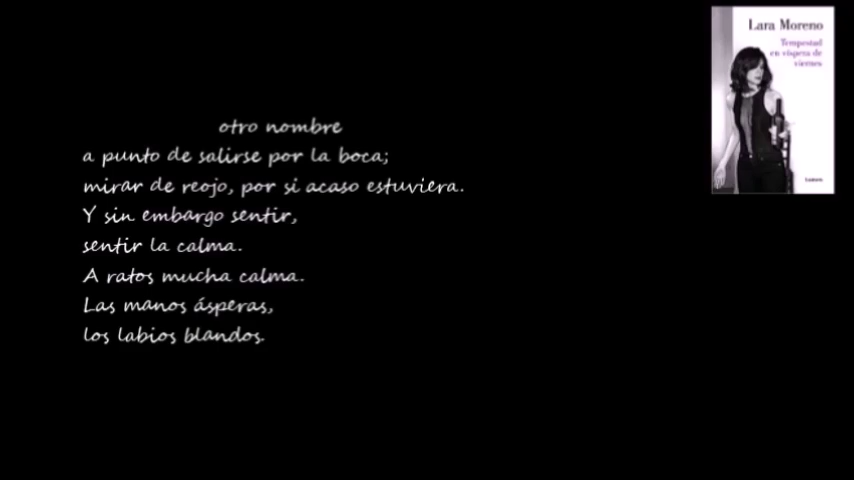 Lara Moreno
Tempestad
en víspera de
viernes
otro nombre
a punto de salirse por la boca;
mirar de reojo, por si acaso estuviera.
Y sin embargo sentir,
sentir la calma.
A ratos mucha calma.
Las manos ásperas,
los labios blandos.